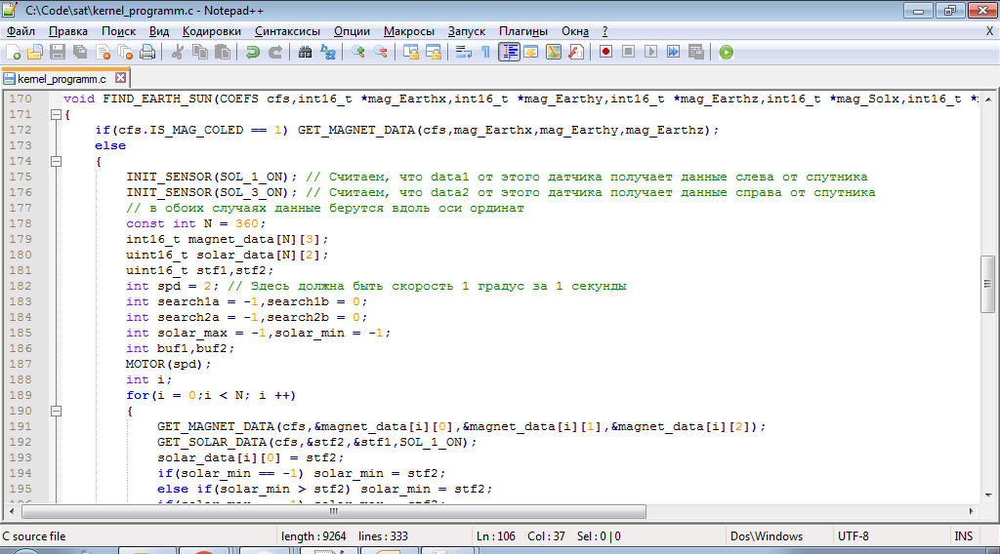 C:\Code\sat\kernel_programm.c - Notepad++
Файл Правка Поиск Вид Кодировки Синтаксисы Опции Макросы Запуск Плагины Окна ? X
kernel_programm.c
170 void FIND_EARTH_SUN(COEFS cfs,int16_t *mag_Earthx,int16_t *mag_Earthy,int16_t *mag_Earthz,int16_t *mag_Solx,int16_t
171 {
172 if(cfs.IS_MAG_COLED == 1) GET_MAGNET_DATA(cfs,mag_Earthx,mag_Earthy,mag_Earthz);
173 else
174 {
175 INIT_SENSOR(SOL_1_ON); // Считаем, что data1 от этого датчика получает данные слева от спутника
176 INIT_SENSOR(SOL_3_ON); // Считаем, что data2 от этого датчика получает данные справа от спутника
177 // в обоих случаях данные берутся вдоль оси ординат
178 const int N = 360;
179 int16_t magnet_data[N][3];
180 uint16_t solar_data[N][2];
181 uint16_t stf1,stf2;
182 int spd = 2; // Здесь должна быть скорость 1 градус за 1 секунды
183 int search1a = -1,search1b = 0;
184 int search2a = -1,search2b = 0;
185 int solar_max = -1,solar_min = -1;
186 int buf1,buf2;
187 MOTOR(spd);
188 int i;
189 for(i = 0;i < N; i ++)
190 {
191 GET_MAGNET_DATA(cfs,&magnet_data[i][0],&magnet_data[i][1],&magnet_data[i][2]);
192 GET_SOLAR_DATA(cfs,&stf2,&stf1,SOL_1_ON);
193 solar_data[i][0] = stf2;
194 if(solar_min == -1) solar_min = stf2;
195 else if(solar_min > stf2) solar_min = stf2;
C source file length : 9264 lines : 333 Ln : 106 Col : 37 Sel : 0 | 0 Dos\Windows UTF-8 INS